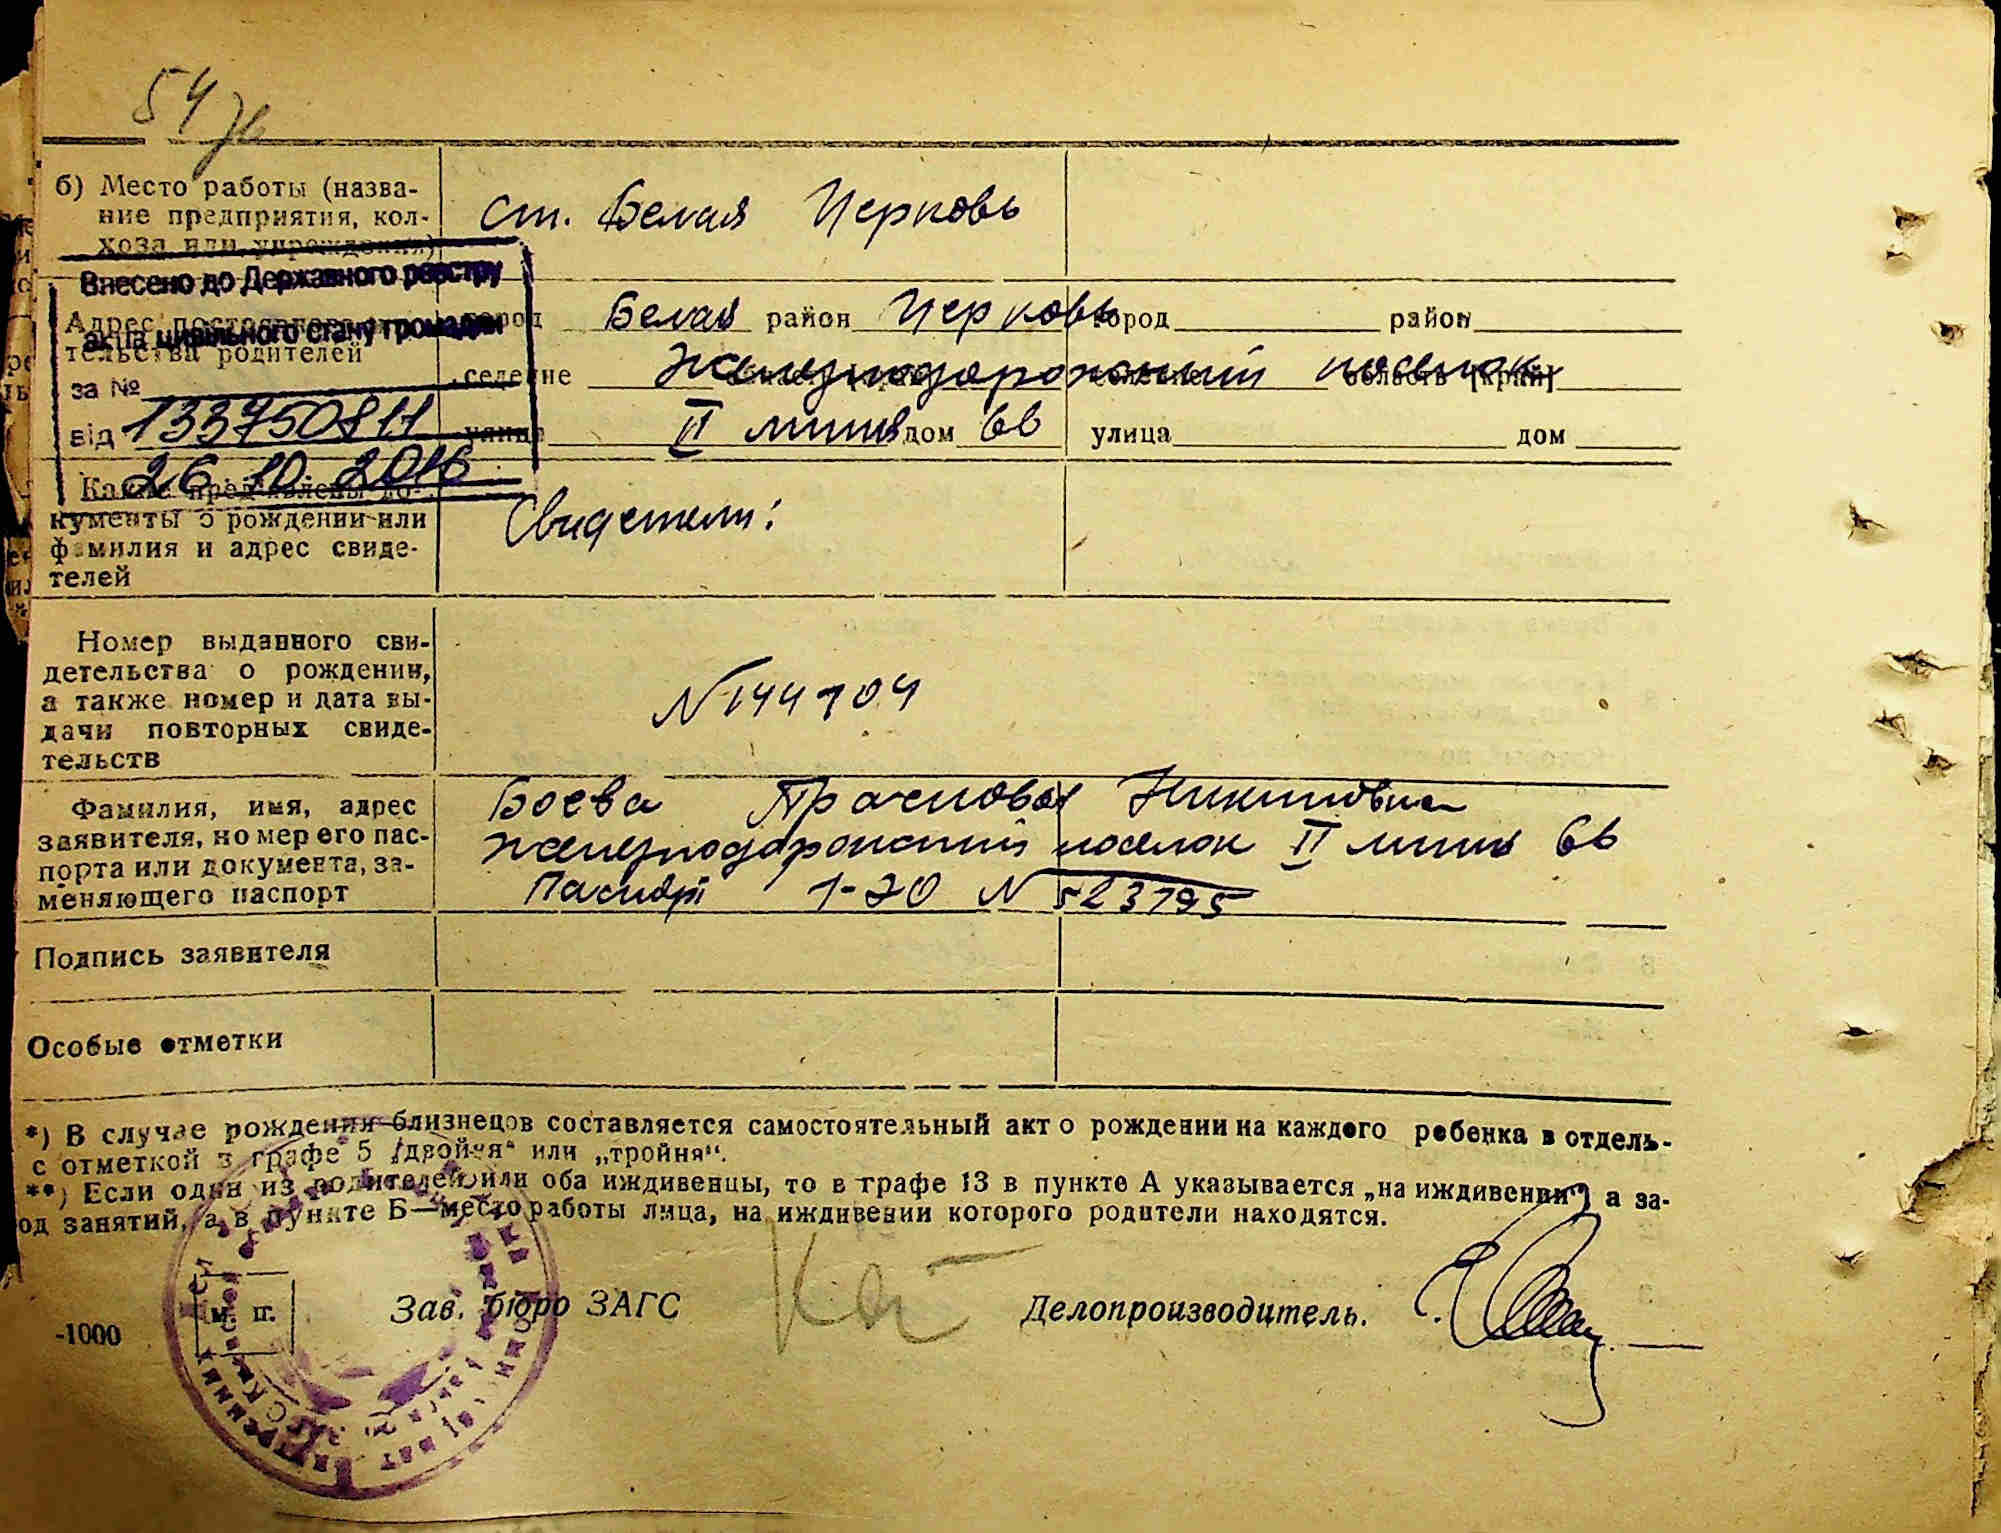 54
б) Место работы (назва-
ние предприятия, кол-
хоза или учреждения)
ст. Белая Церковь
Внесено до Державного реєстру
актів цивільного стану громадян
за №
від 133750811
26.10.2016
Адрес постоянного жи-
тельства родителей
город Белая район Церковь
селение Железнодорожный поселок
улица II линия дом 66
город район
селение область [край]
улица дом
Какие представлены до-
кументы о рождении или
фамилия и адрес свиде-
телей
Свидетели:
Номер выданного сви-
детельства о рождении,
а также номер и дата вы-
дачи повторных свиде-
тельств
N 144704
Фамилия, имя, адрес
заявителя, номер его пас-
порта или документа, за-
меняющего паспорт
Боева Прасковья Никитовна
Железнодорожный поселок II линия 66
Паспорт N 523795
Подпись заявителя
Особые отметки
*) В случае рождения близнецов составляется самостоятельный акт о рождении на каждого ребенка в отдель-
с отметкой в графе 5 „двойня“ или „тройня“.
**) Если один из родителей или оба иждивенцы, то в графе 13 в пункте А указывается „на иждивении“, а за-
од занятий, а в пункте Б—место работы лица, на иждивении которого родители находятся.
М. П.
Зав. бюро ЗАГС
Делопроизводитель.
-1000